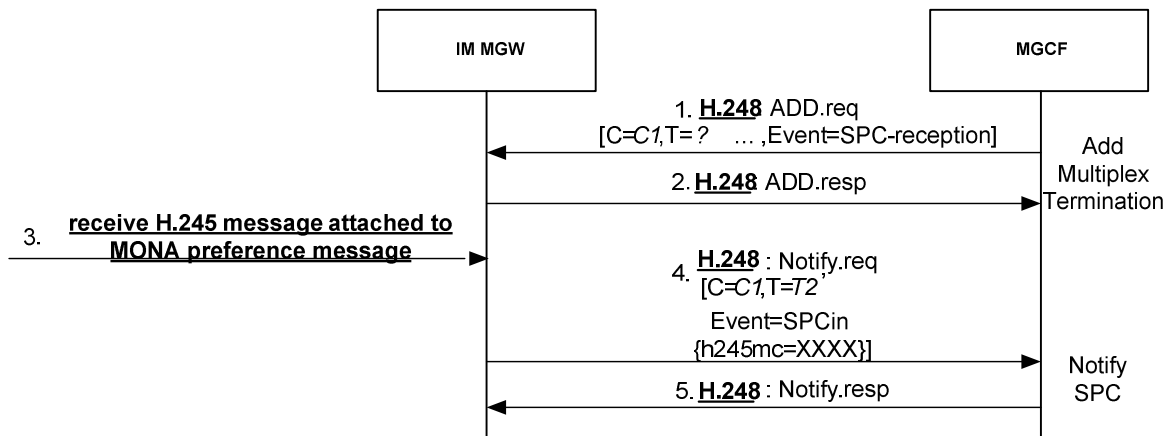 IM MGW
MGCF
1. H.248 ADD.req
[C=C1,T=? ... ,Event=SPC-reception]
Add
Multiplex
Termination
2. H.248: ADD.resp
3. receive H.245 message attached to
MONA preference message
4. H.248 : Notify.req
[C=C1,T=T2,
Event=SPCin
{h245mc=XXXX}]
Notify
SPC
5. H.248 : Notify.resp